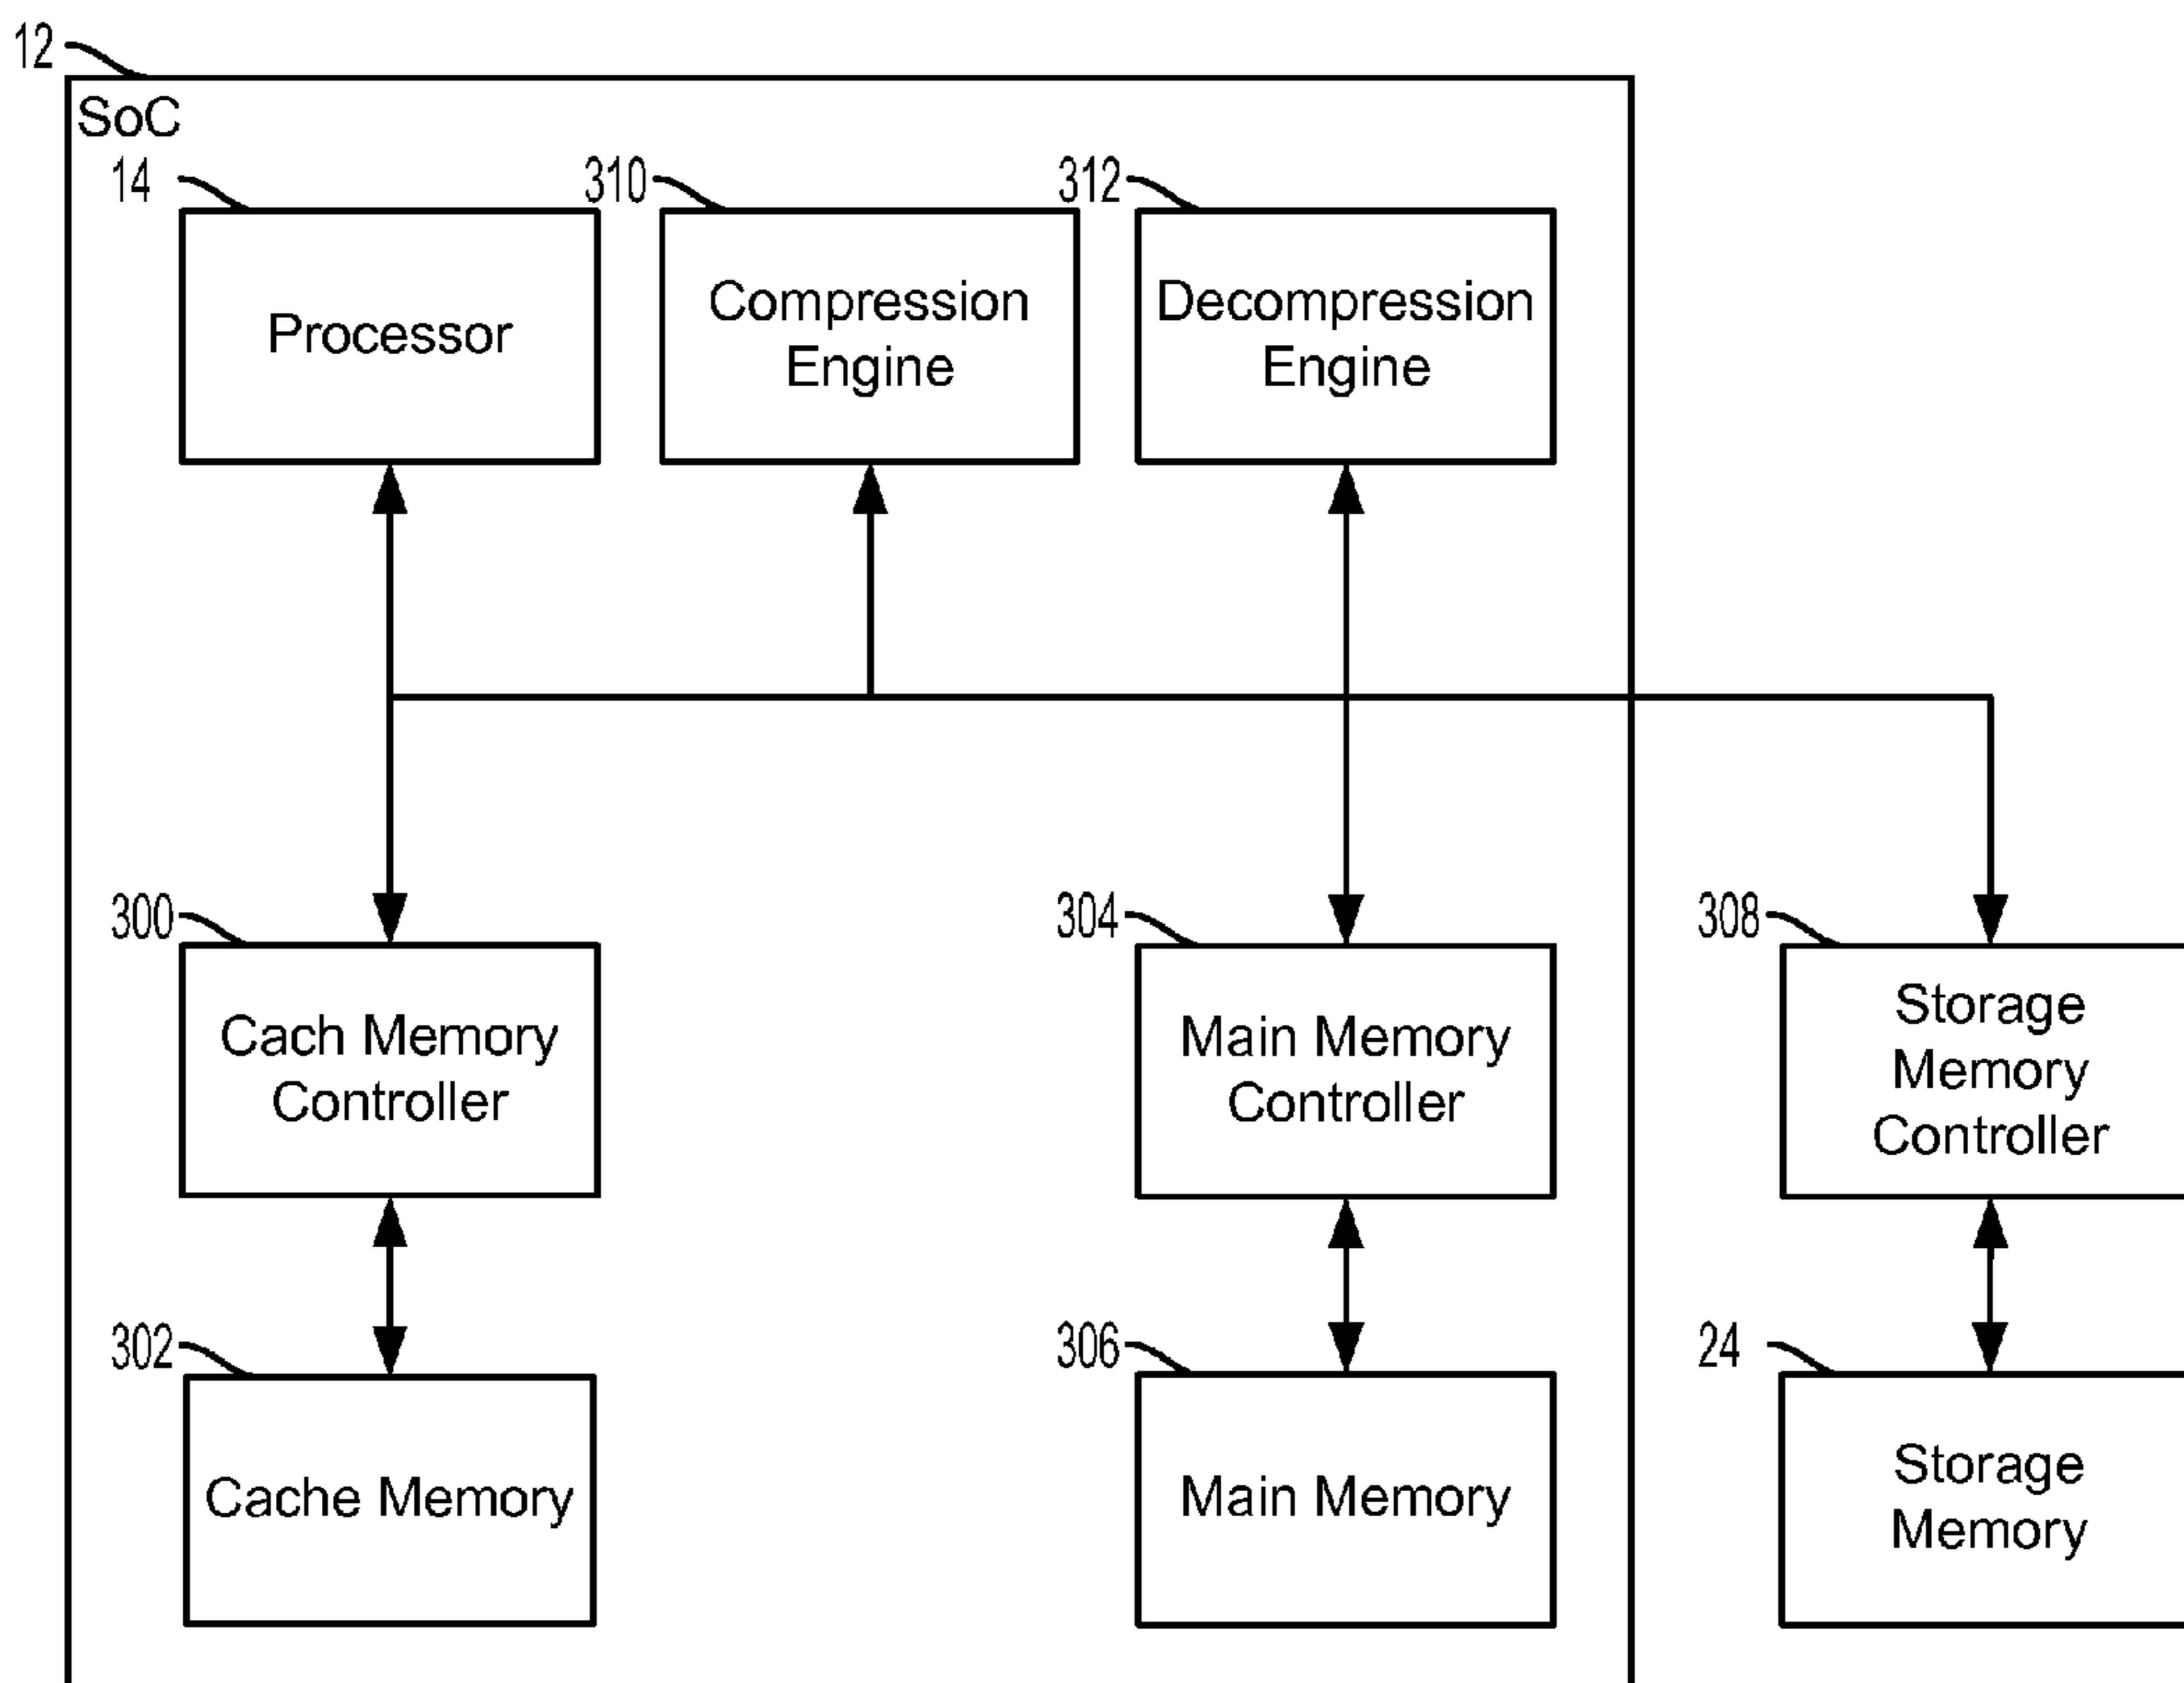 12
SoC
14
310
312
Processor
Compression
Engine
Decompression
Engine
300
304
308
Cach Memory
Controller
Main Memory
Controller
Storage
Memory
Controller
302
306
24
Cache Memory
Main Memory
Storage
Memory